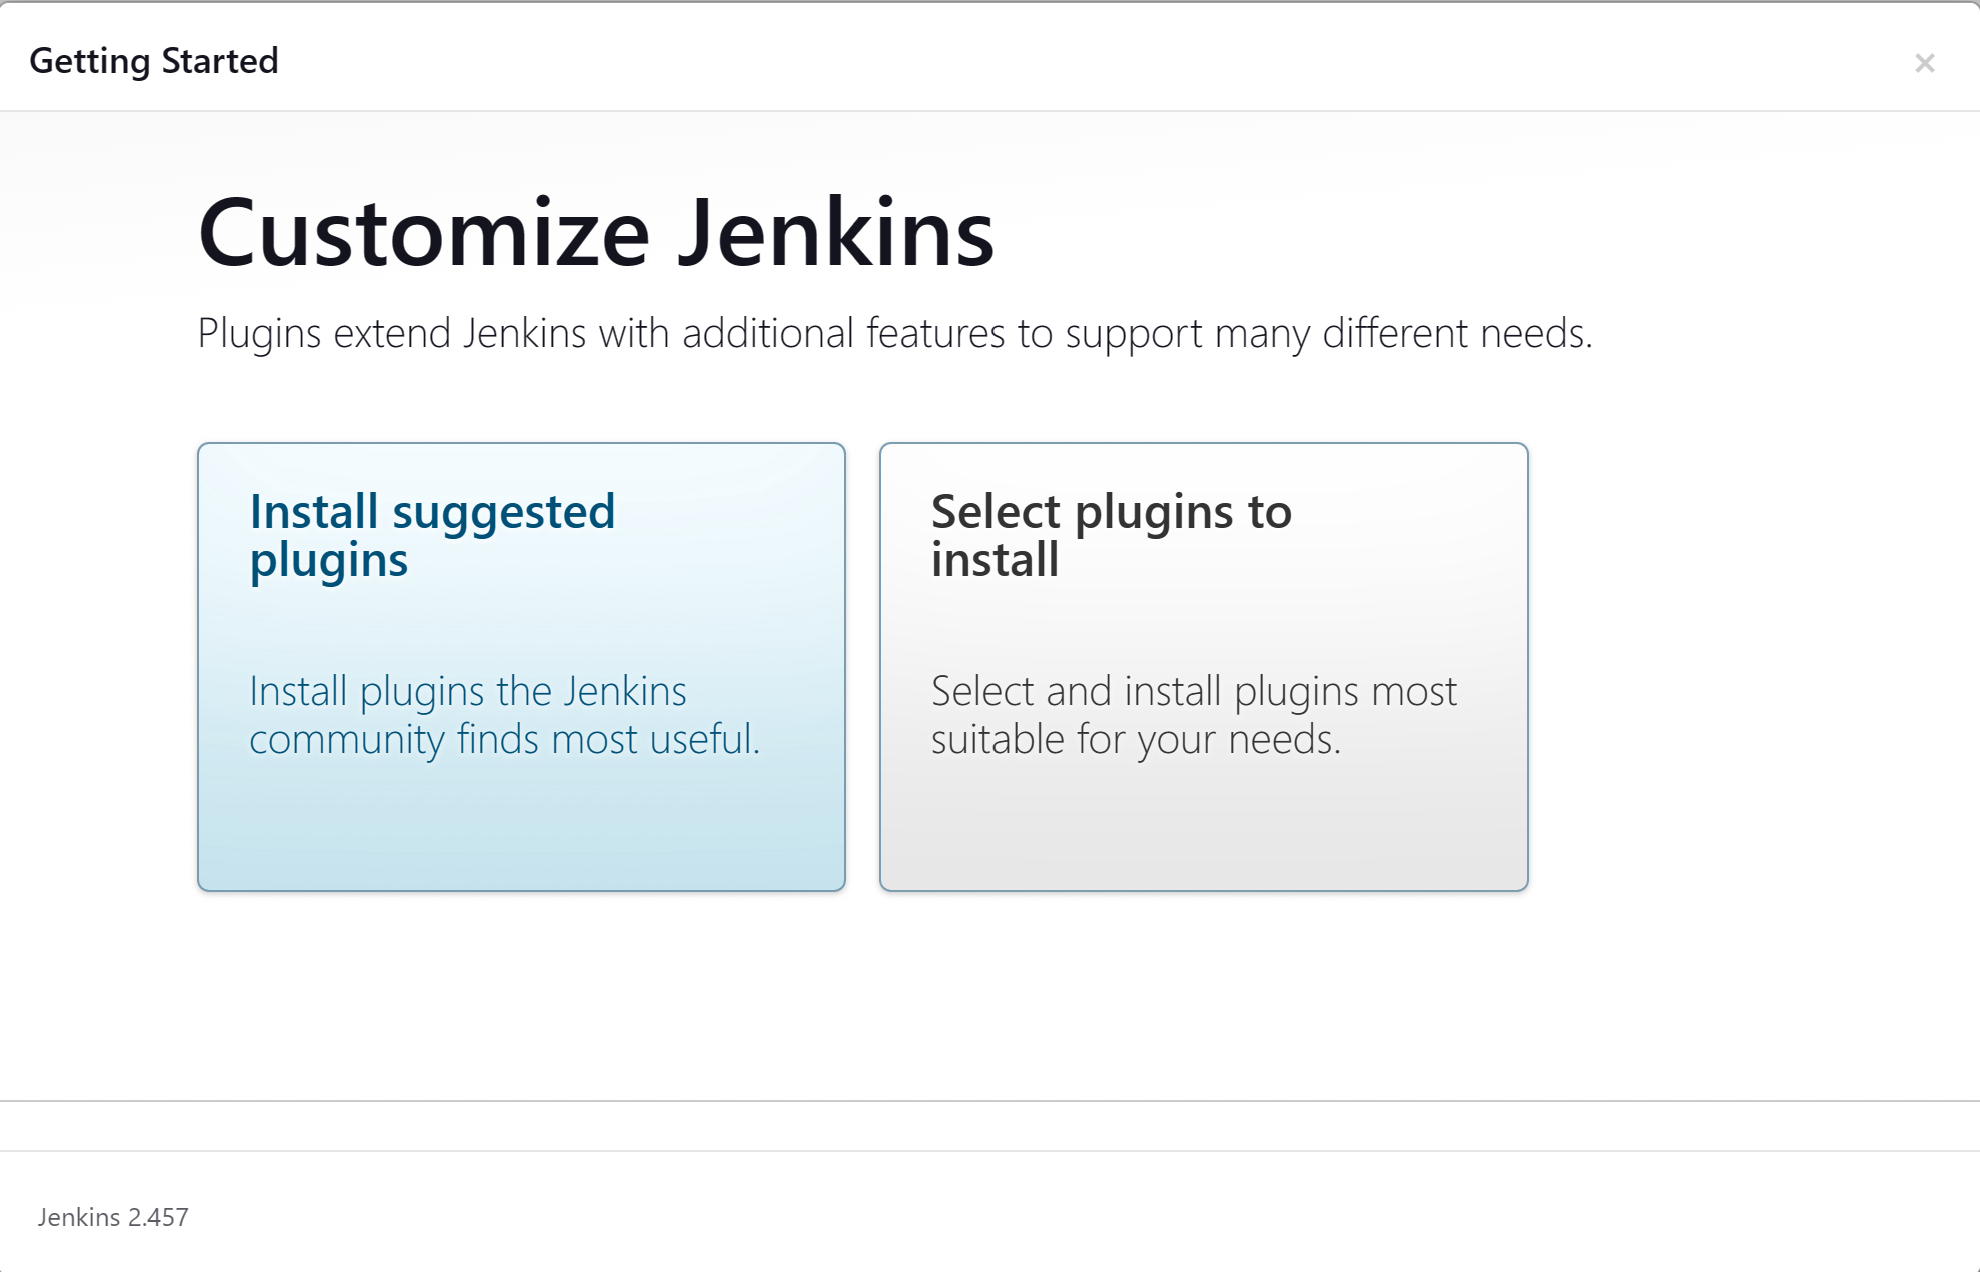 Getting Started
×
Customize Jenkins
Plugins extend Jenkins with additional features to support many different needs.
Install suggested
plugins
Install plugins the Jenkins
community finds most useful.
Select plugins to
install
Select and install plugins most
suitable for your needs.
Jenkins 2.457